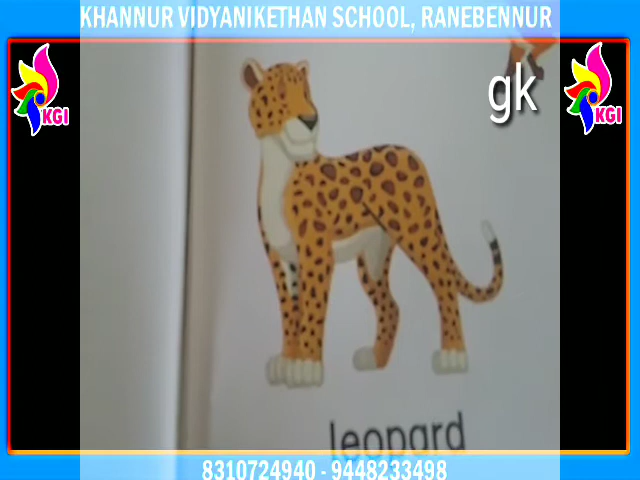 KHANNUR VIDYANIKETHAN SCHOOL, RANEBENNUR
gk
KGI
KGI
leopard
8310724940 - 9448233498